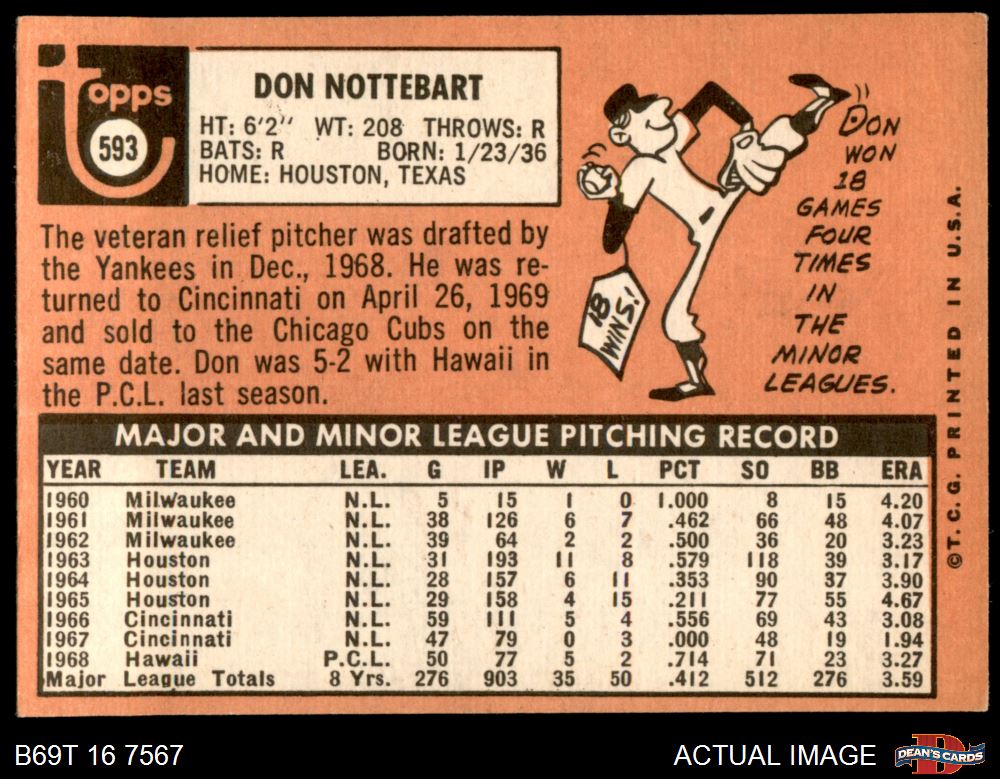 Topps
593
DON NOTTEBART
HT: 6'2'' WT: 208 THROWS: R
BATS: R BORN: 1/23/36
HOME: HOUSTON, TEXAS
The veteran relief pitcher was drafted by
the Yankees in Dec., 1968. He was re-
turned to Cincinnati on April 26, 1969
and sold to the Chicago Cubs on the
same date. Don was 5-2 with Hawaii in
the P.C.L. last season.
18
WINS!
DON
WON
18
GAMES
FOUR
TIMES
IN
THE
MINOR
LEAGUES.
©T.C.G. PRINTED IN U.S.A.
MAJOR AND MINOR LEAGUE PITCHING RECORD
YEAR TEAM LEA. G IP W L PCT SO BB ERA
1960 Milwaukee N.L. 5 15 1 0 1.000 8 15 4.20
1961 Milwaukee N.L. 38 126 6 7 .462 66 48 4.07
1962 Milwaukee N.L. 39 64 2 2 .500 36 20 3.23
1963 Houston N.L. 31 193 11 8 .579 118 39 3.17
1964 Houston N.L. 28 157 6 11 .353 90 37 3.90
1965 Houston N.L. 29 158 4 15 .211 77 55 4.67
1966 Cincinnati N.L. 59 111 5 4 .556 69 43 3.08
1967 Cincinnati N.L. 47 79 0 3 .000 48 19 1.94
1968 Hawaii P.C.L. 50 77 5 2 .714 71 23 3.27
Major League Totals 8 Yrs. 276 903 35 50 .412 512 276 3.59
B69T 16 7567 ACTUAL IMAGE
DEAN'S CARDS